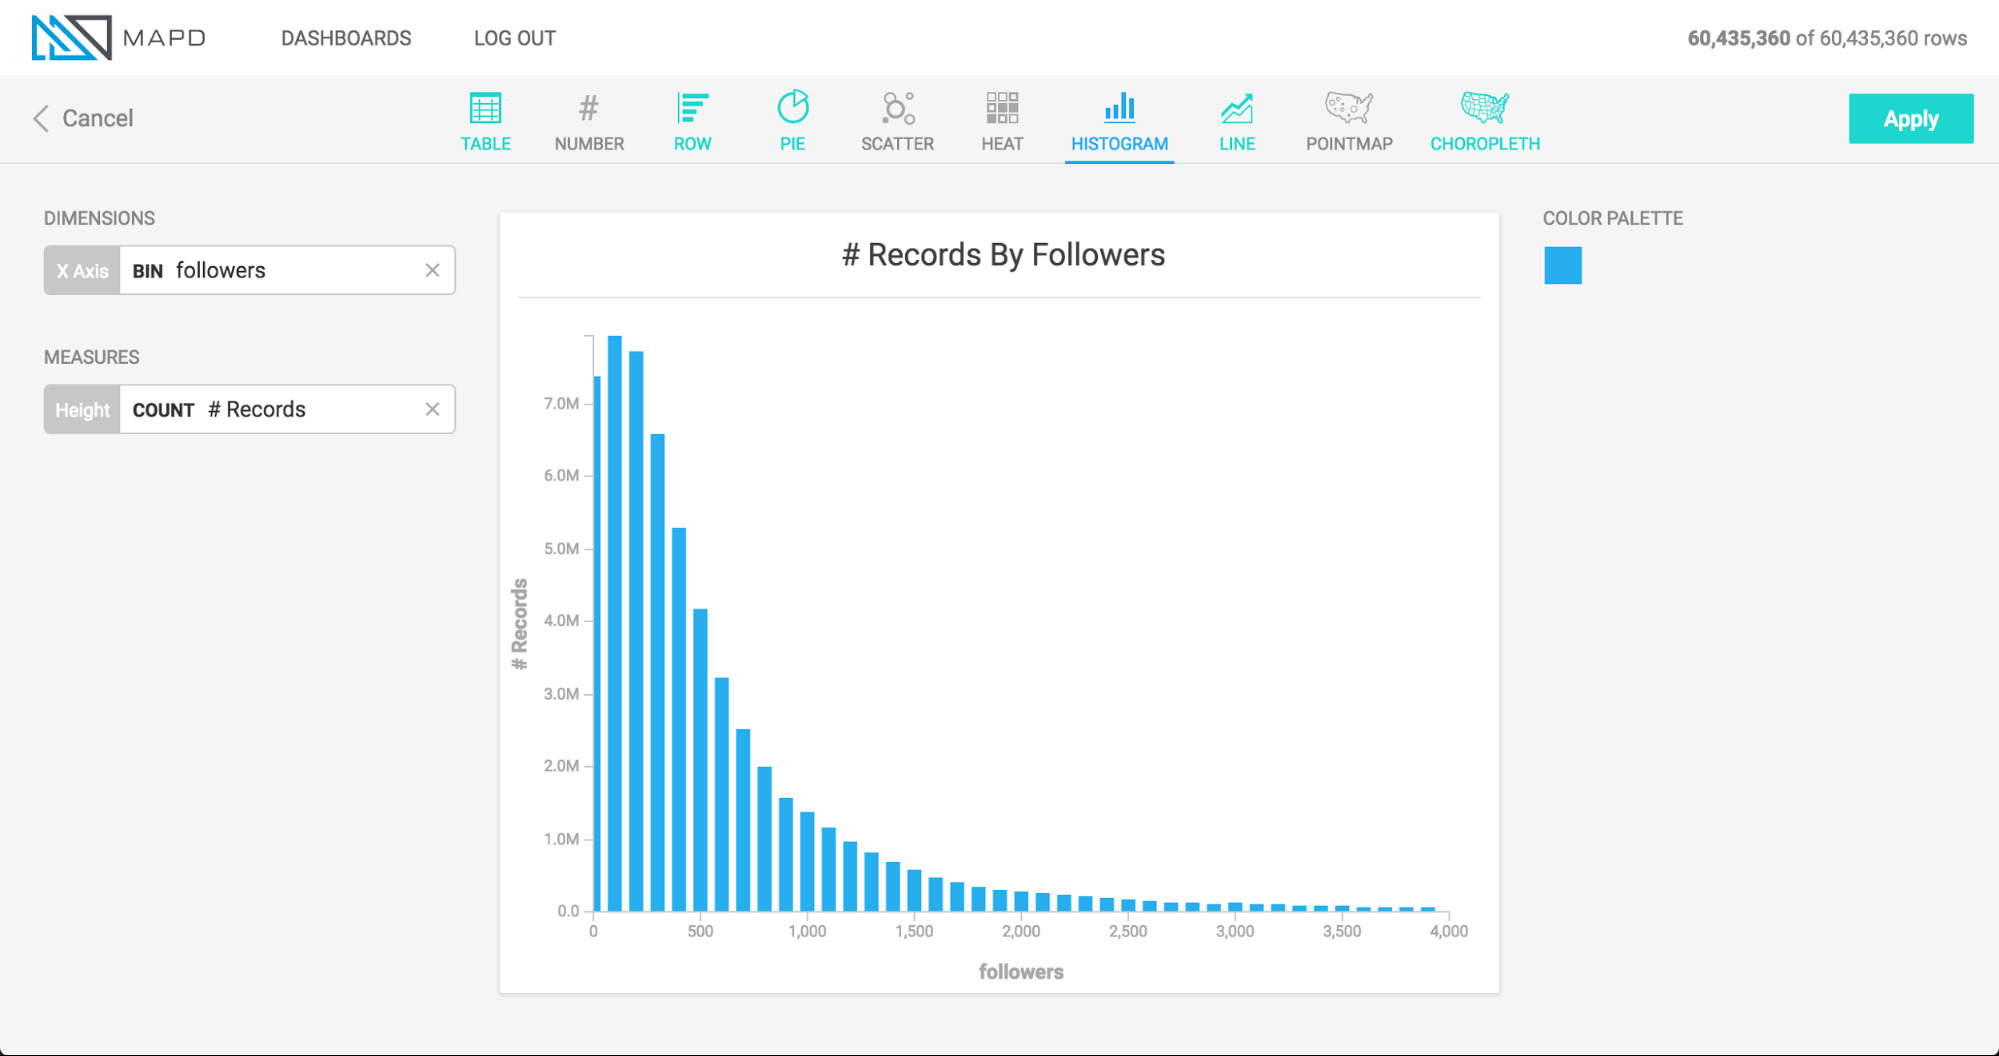 MAPD DASHBOARDS LOG OUT 60,435,360 of 60,435,360 rows
Cancel
TABLE # NUMBER ROW PIE SCATTER HEAT HISTOGRAM LINE POINTMAP CHOROPLETH
Apply
DIMENSIONS
X Axis BIN followers ×
MEASURES
Height COUNT # Records ×
# Records By Followers
7.0M
6.0M
5.0M
4.0M
3.0M
2.0M
1.0M
0.0
# Records
0 500 1,000 1,500 2,000 2,500 3,000 3,500 4,000
followers
COLOR PALETTE